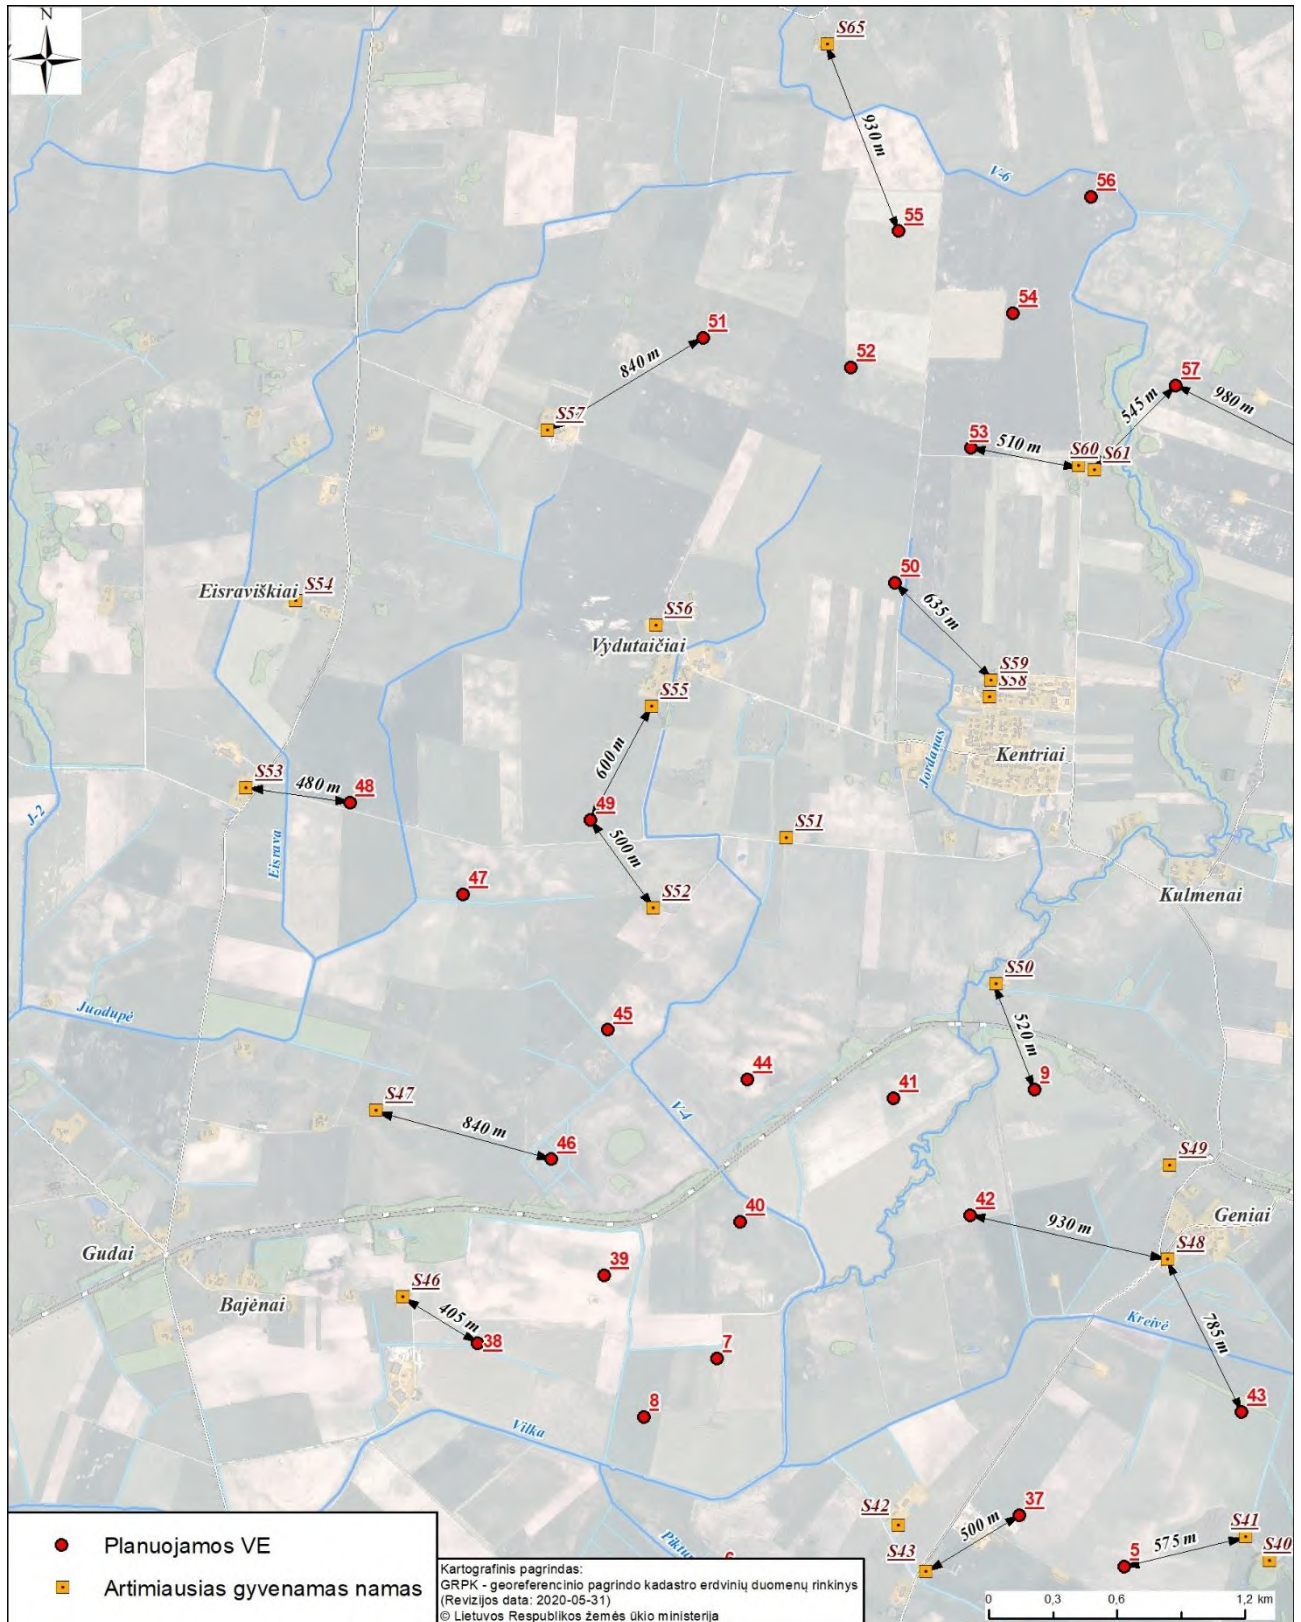 N
S65
930 m
V-6
56
55
54
51
52
840 m
57
S57
545 m
980 m
53
510 m
S60
S61
50
Eisraviškiai
S54
635 m
S56
Vydutaičiai
S59
S58
S55
600 m
Jordanas
Kentriai
S53
480 m
48
J-2
49
S51
Eisrava
500 m
47
S52
Kulmenai
S50
Juodupė
45
520 m
44
9
41
S47
V-4
840 m
46
S49
40
42
930 m
Geniai
Gudai
S48
39
S46
Bajėnai
405 m
38
Kreivė
785 m
7
8
43
Vilka
37
S42
500 m
S41
S43
575 m
5
S40
6
Planuojamos VE
Artimiausias gyvenamas namas
Kartografinis pagrindas:
GRPK - georeferencinio pagrindo kadastro erdvinių duomenų rinkinys
(Revizijos data: 2020-05-31)
© Lietuvos Respublikos žemės ūkio ministerija
0 0,3 0,6 1,2 km